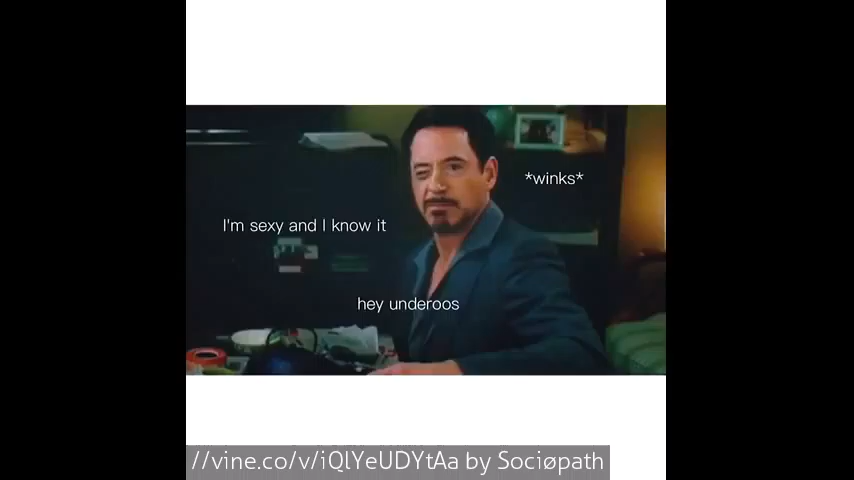 *winks*
I'm sexy and I know it
hey underoos
//vine.co/v/iQlYeUDYtAa by Sociøpath